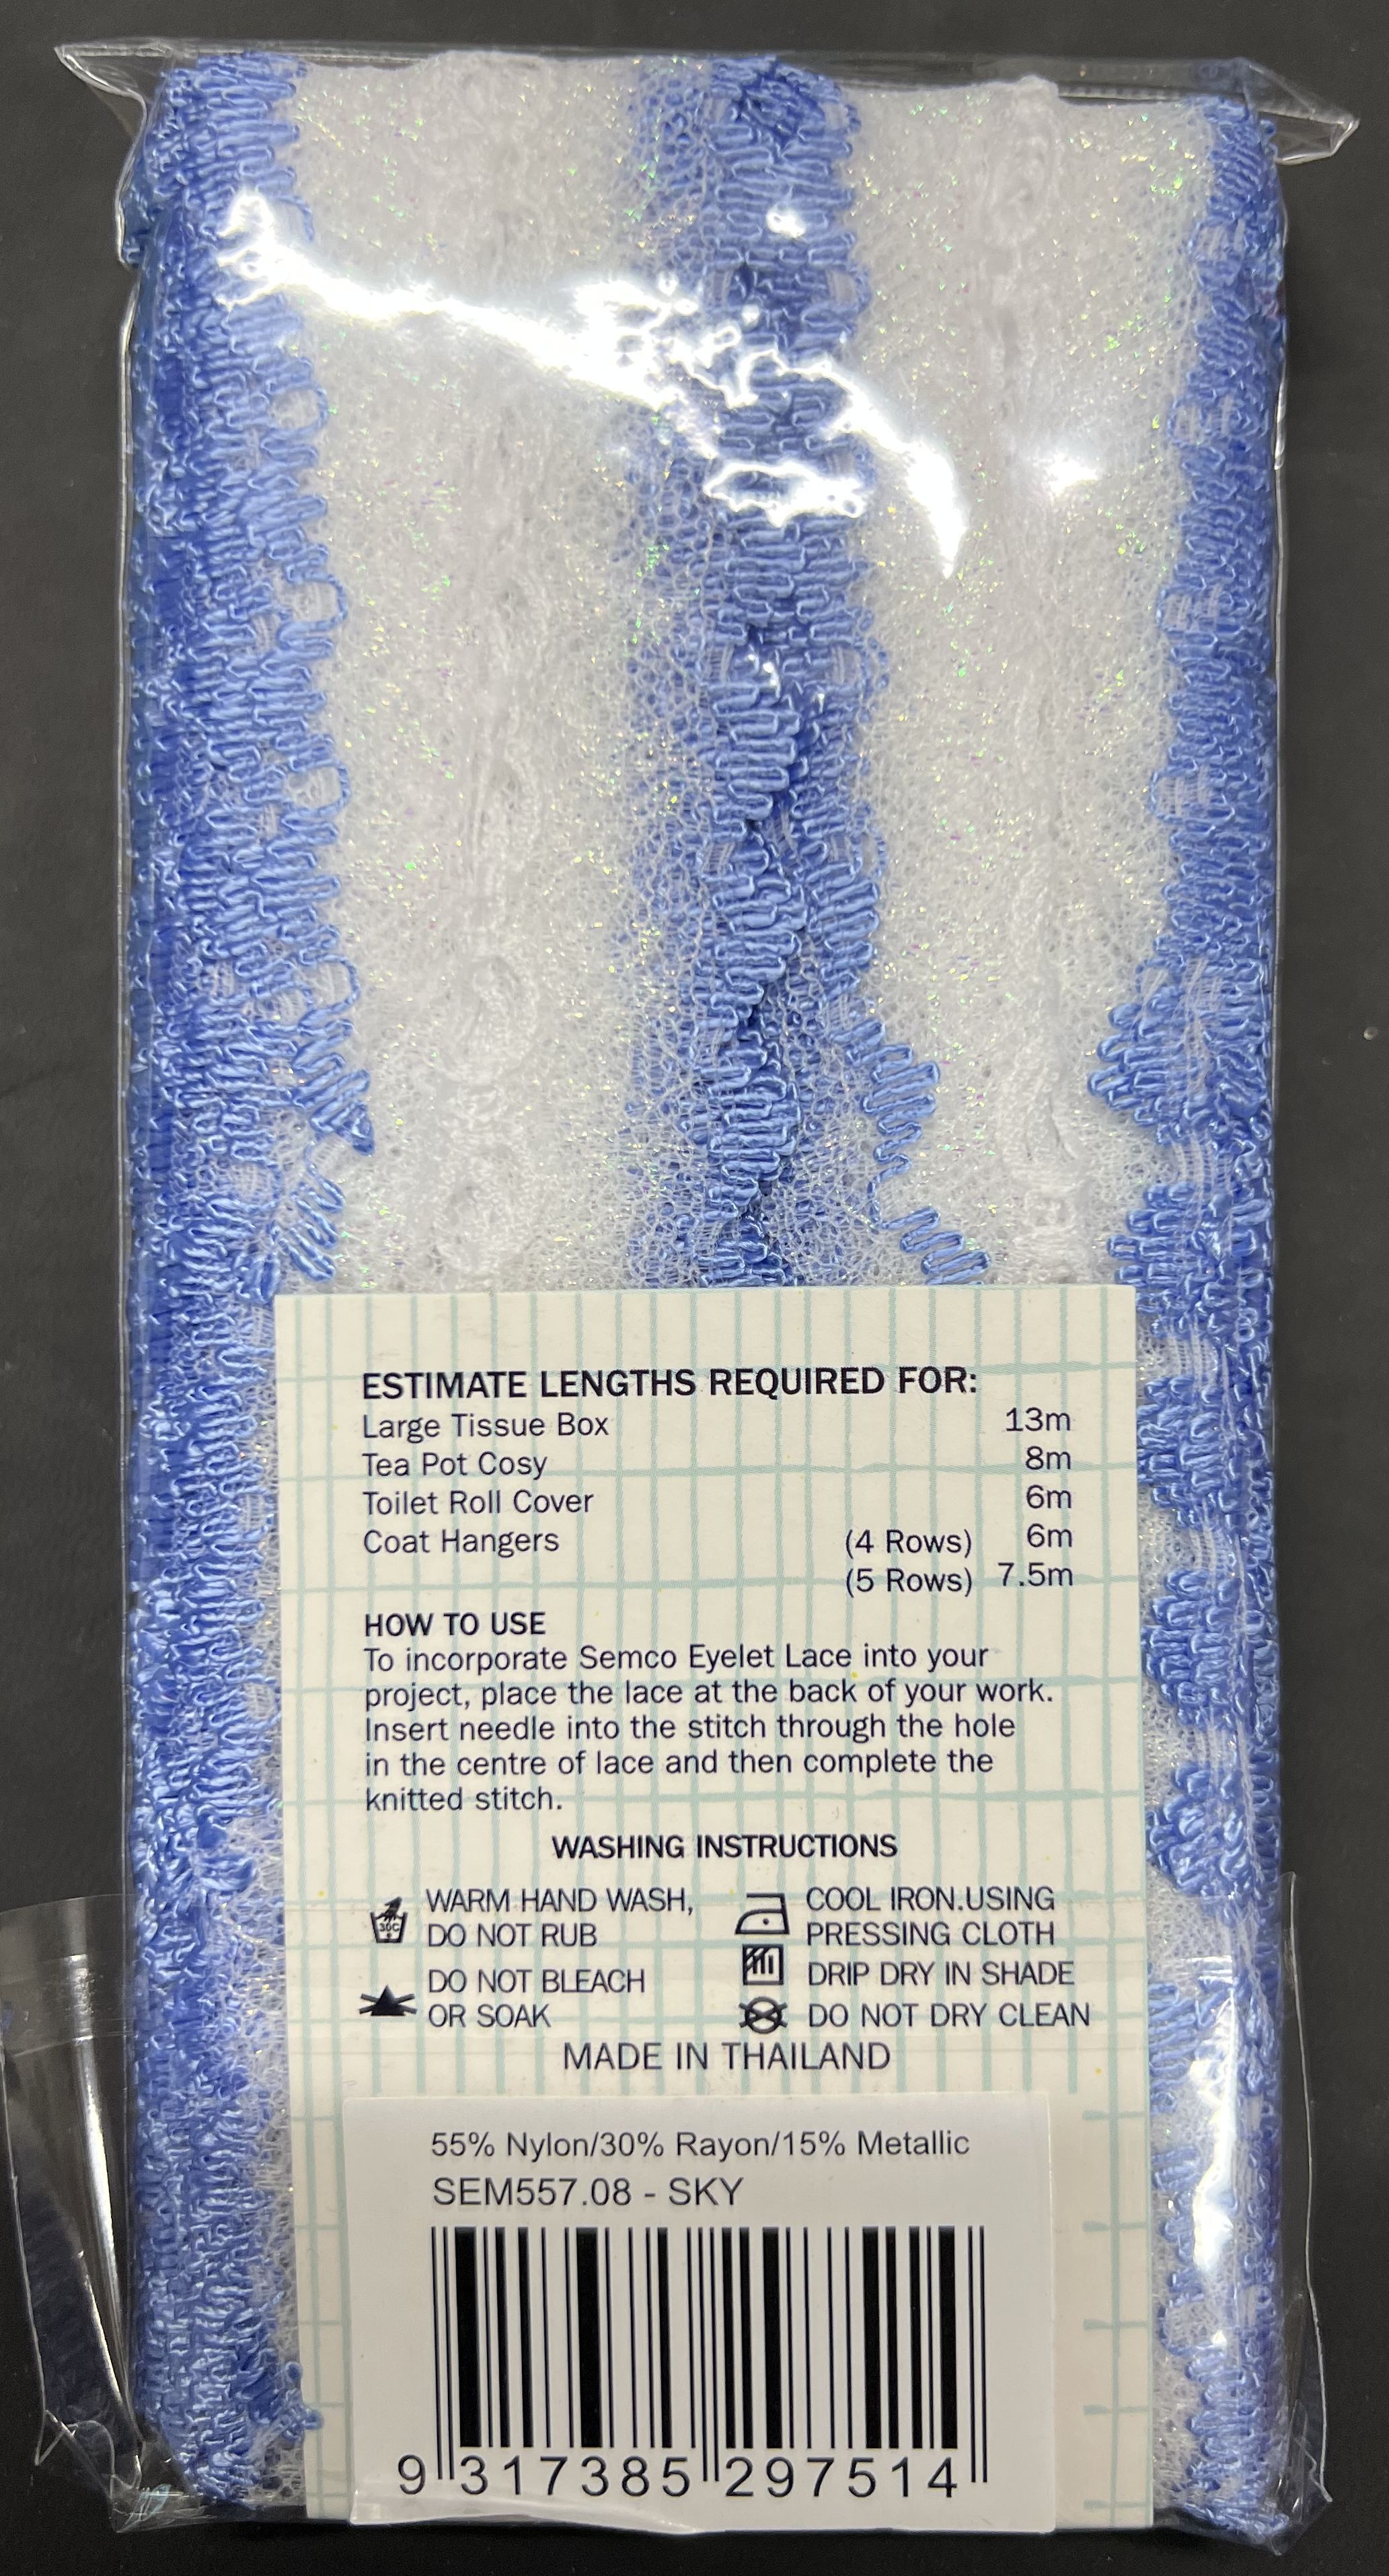 ESTIMATE LENGTHS REQUIRED FOR:
Large Tissue Box 13m
Tea Pot Cosy 8m
Toilet Roll Cover 6m
Coat Hangers (4 Rows) 6m
(5 Rows) 7.5m
HOW TO USE
To incorporate Semco Eyelet Lace into your
project, place the lace at the back of your work.
Insert needle into the stitch through the hole
in the centre of lace and then complete the
knitted stitch.
WASHING INSTRUCTIONS
30C WARM HAND WASH,
DO NOT RUB
DO NOT BLEACH
OR SOAK
COOL IRON.USING
PRESSING CLOTH
DRIP DRY IN SHADE
DO NOT DRY CLEAN
MADE IN THAILAND
55% Nylon/30% Rayon/15% Metallic
SEM557.08 - SKY
9 317385 297514